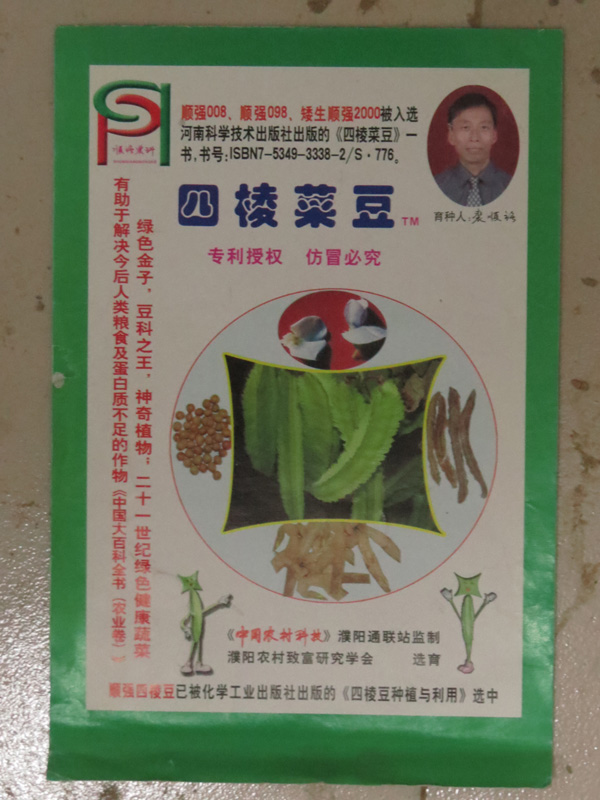 顺强008、顺强098、矮生顺强2000被入选
河南科学技术出版社出版的《四棱菜豆》一
书,书号:ISBN7-5349-3338-2/S·776。
四棱菜豆TM
育种人:
专利授权 仿冒必究
绿色金子,豆科之王,神奇植物;二十一世纪绿色健康蔬菜
有助于解决今后人类粮食及蛋白质不足的作物《中国大百科全书(农业卷)》
《中国农村科技》濮阳通联站监制
濮阳农村致富研究学会 选育
顺强四棱豆已被化学工业出版社出版的《四棱豆种植与利用》选中